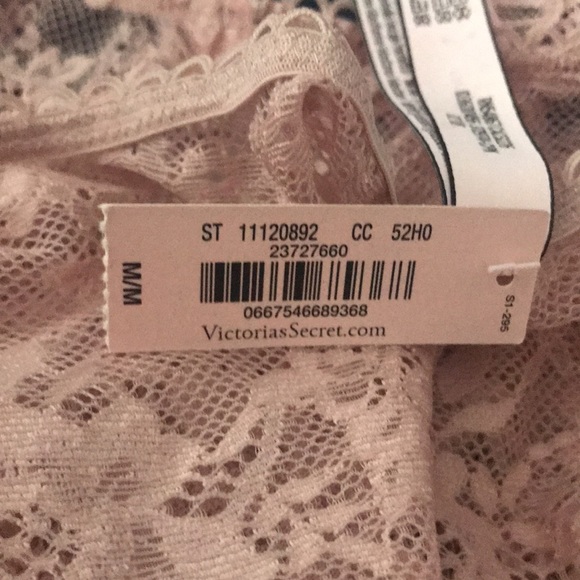 ST 11120892 CC 52H0
23727660
M/M
0667546689368
VictoriasSecret.com
S1-295